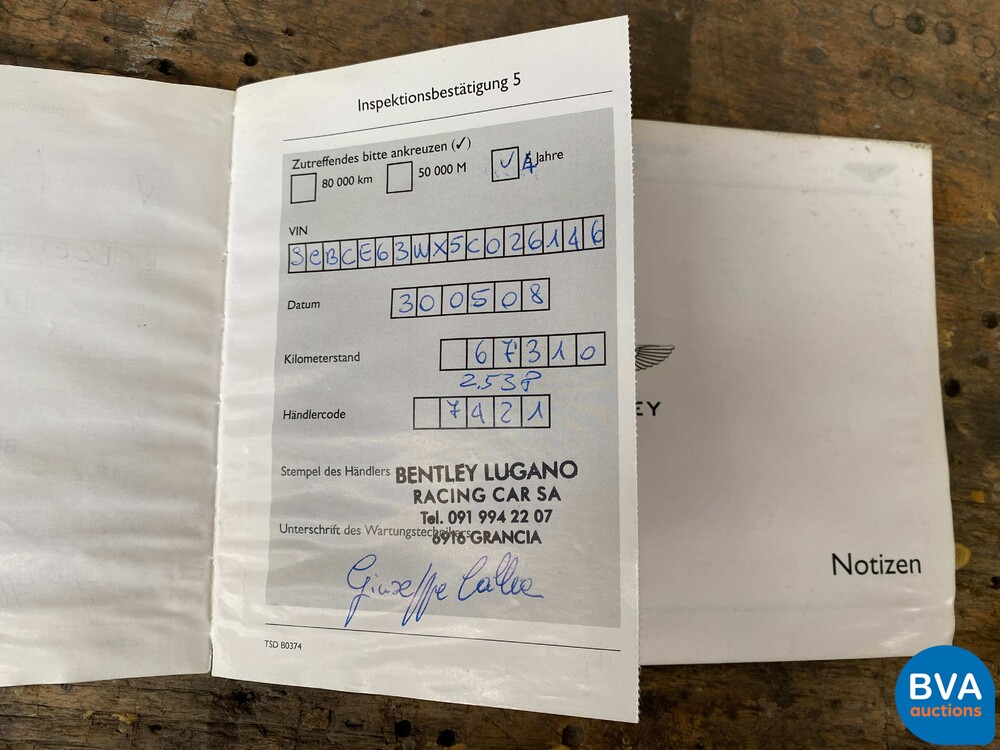 Inspektionsbestätigung 5
Zutreffendes bitte ankreuzen (✓)
80 000 km 50 000 M ✓ 4 Jahre
VIN
SCBCE63WX5C026146
Datum
300508
Kilometerstand
67310
Händlercode
7421
Stempel des Händlers
BENTLEY LUGANO
RACING CAR SA
Tel. 091 994 22 07
6916 GRANCIA
Unterschrift des Wartungstechnikers
Giuseppe
TSD B0374
EY
Notizen
BVA
auctions